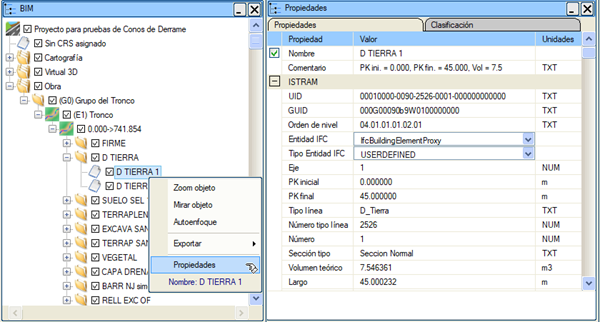 BIM
Proyecto para pruebas de Conos de Derrame
Sin CRS asignado
Cartografía
Virtual 3D
Obra
(G0) Grupo del Tronco
(E1) Tronco
0.000->741.854
FIRME
D TIERRA
D TIERRA 1
D TIERR
SUELO SEL
TERRAPLEN
EXCAVA SAN
TERRAP SAN
VEGETAL
CAPA DRENA
BARR NJ sim
RELL EXC OF
Zoom objeto
Mirar objeto
Autoenfoque
Exportar
Propiedades
Nombre: D TIERRA 1
Propiedades
Propiedades Clasificación
Propiedad Valor Unidades
Nombre D TIERRA 1 TXT
Comentario PK ini. = 0.000, PK fin. = 45.000, Vol = 7.5 TXT
ISTRAM
UID 00010000-0090-2526-0001-000000000000 TXT
GUID 000G00090b9W0100000000 TXT
Orden de nivel 04.01.01.01.02.01 TXT
Entidad IFC IfcBuildingElementProxy
Tipo Entidad IFC USERDEFINED
Eje 1 NUM
PK inicial 0.000000 m
PK final 45.000000 m
Tipo línea D_Tierra TXT
Número tipo línea 2526 NUM
Número 1 NUM
Sección tipo Seccion Normal TXT
Volumen teórico 7.546361 m3
Largo 45.000232 m